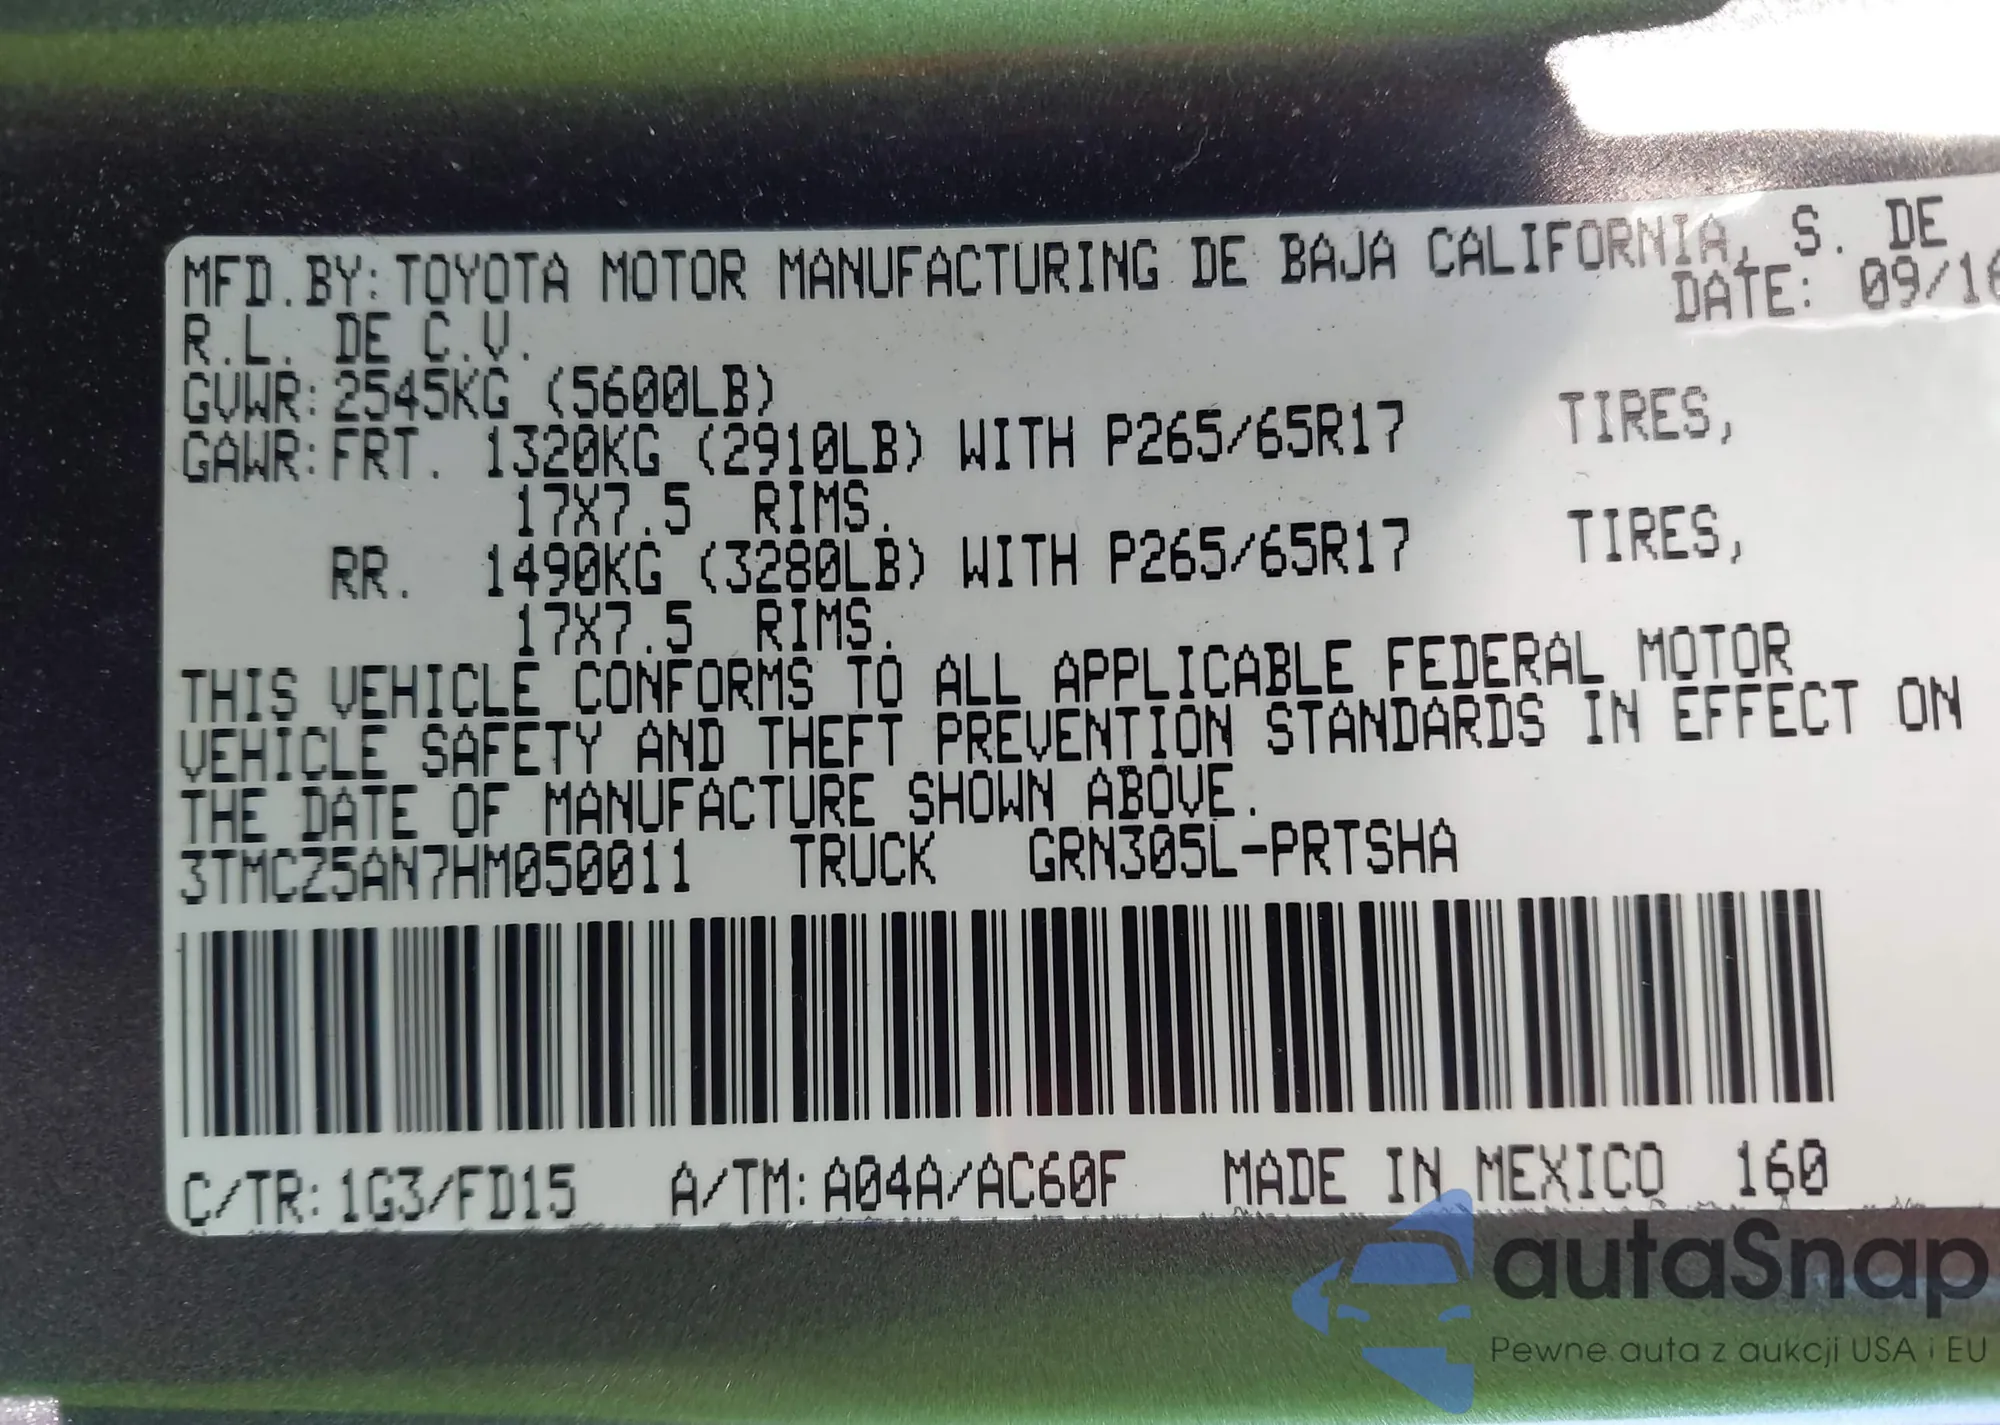 MFD.BY:TOYOTA MOTOR MANUFACTURING DE BAJA CALIFORNIA, S. DE
R.L. DE C.V. DATE: 09/16
GVWR:2545KG (5600LB)
GAWR:FRT. 1320KG (2910LB) WITH P265/65R17 TIRES,
17X7.5 RIMS.
RR. 1490KG (3280LB) WITH P265/65R17 TIRES,
17X7.5 RIMS.
THIS VEHICLE CONFORMS TO ALL APPLICABLE FEDERAL MOTOR
VEHICLE SAFETY AND THEFT PREVENTION STANDARDS IN EFFECT ON
THE DATE OF MANUFACTURE SHOWN ABOVE.
3TMCZ5AN7HM050011 TRUCK GRN305L-PRTSHA
C/TR:1G3/FD15 A/TM:A04A/AC60F MADE IN MEXICO 160
autaSnap
Pewne auta z aukcji USA i EU